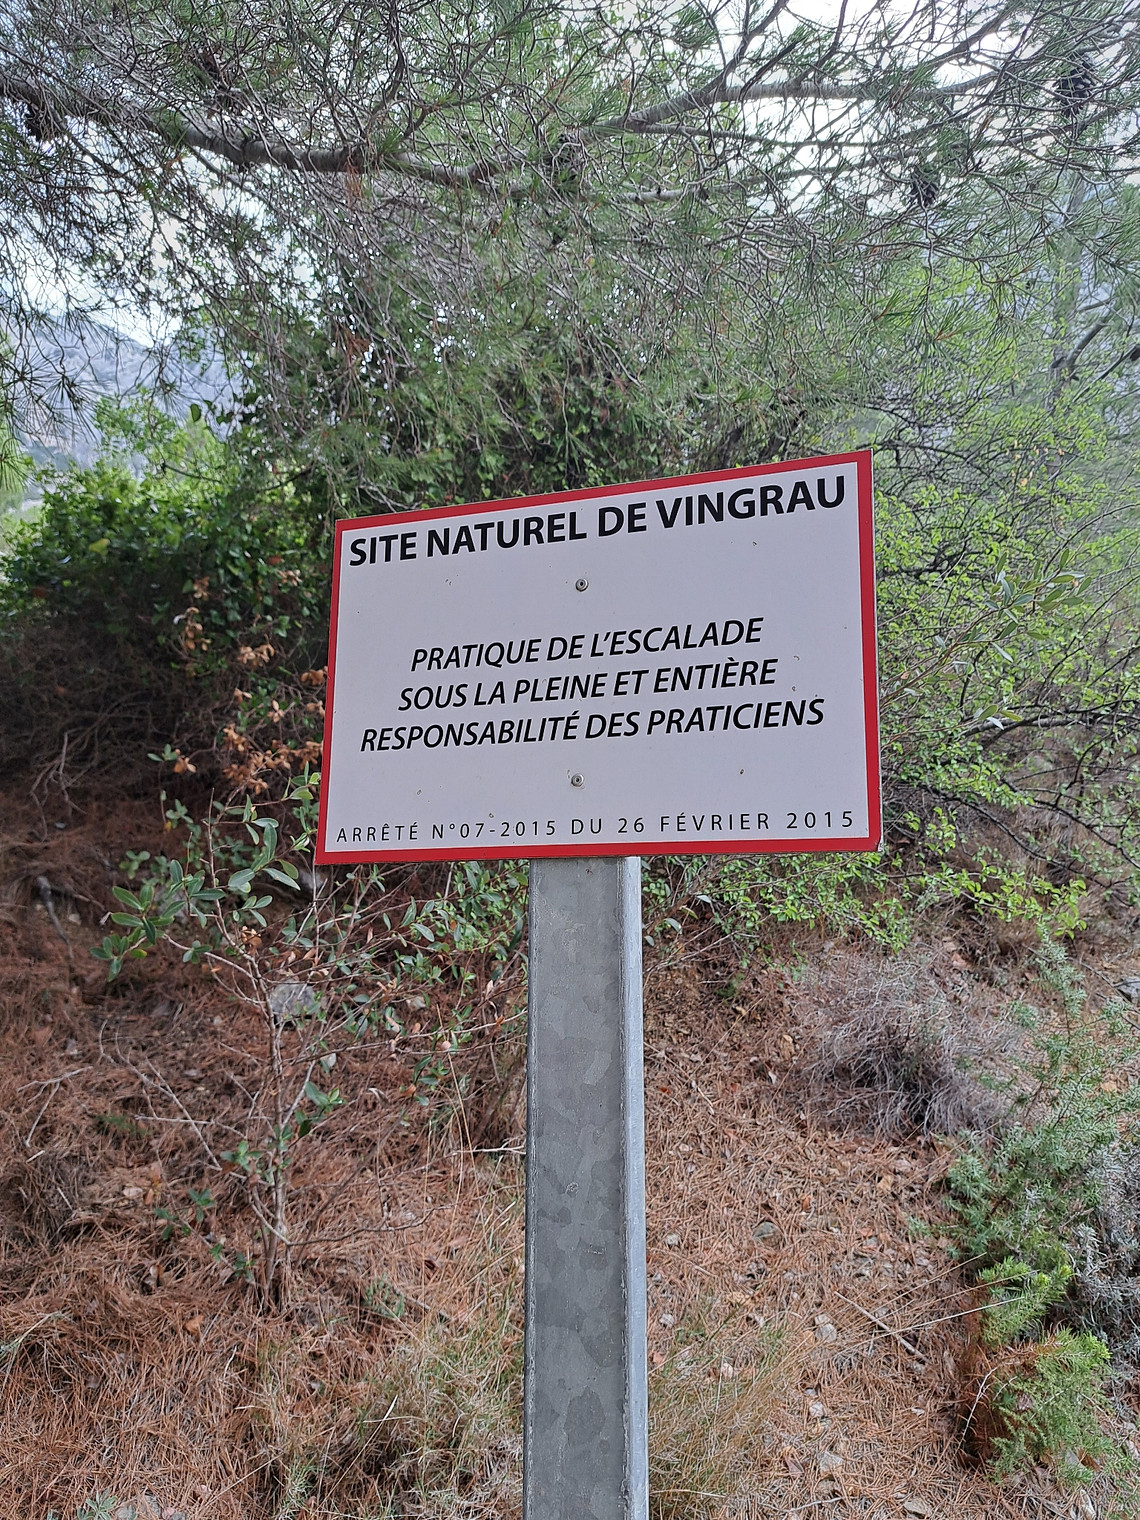 SITE NATUREL DE VINGRAU
PRATIQUE DE L'ESCALADE
SOUS LA PLEINE ET ENTIÈRE
RESPONSABILITÉ DES PRATICIENS
ARRÊTÉ N°07-2015 DU 26 FÉVRIER 2015